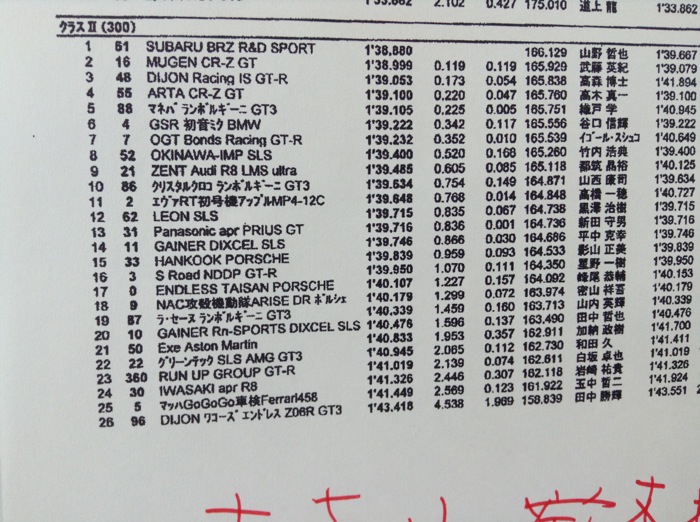 1'33.862 2.102 0.427 175.010 道上 龍 1'33.862
クラスⅡ(300)
1 61 SUBARU BRZ R&D SPORT 1'38.880 166.129 山野 哲也 1'39.667
2 16 MUGEN CR-Z GT 1'38.999 0.119 0.119 165.929 武藤 英紀 1'39.079
3 48 DIJON Racing IS GT-R 1'39.053 0.173 0.054 165.838 高森 博士 1'41.894
4 55 ARTA CR-Z GT 1'39.100 0.220 0.047 165.760 高木 真一 1'39.100
5 88 マネパ ランボルギーニ GT3 1'39.105 0.225 0.005 165.751 織戸 学 1'40.945
6 4 GSR 初音ミク BMW 1'39.222 0.342 0.117 165.556 谷口 信輝 1'39.222
7 7 OGT Bonds Racing GT-R 1'39.232 0.352 0.010 165.539 イゴール・スシュコ 1'40.649
8 52 OKINAWA-IMP SLS 1'39.400 0.520 0.168 165.260 竹内 浩典 1'39.400
9 21 ZENT Audi R8 LMS ultra 1'39.485 0.605 0.085 165.118 都筑 晶裕 1'40.125
10 86 クリスタルクロコ ランボルギーニ GT3 1'39.634 0.754 0.149 164.871 山西 康司 1'39.634
11 2 エヴァRT初号機アップルMP4-12C 1'39.648 0.768 0.014 164.848 高橋 一穂 1'40.727
12 62 LEON SLS 1'39.715 0.835 0.067 164.738 黒澤 治樹 1'39.715
13 31 Panasonic apr PRIUS GT 1'39.716 0.836 0.001 164.736 新田 守男 1'39.716
14 11 GAINER DIXCEL SLS 1'39.746 0.866 0.030 164.686 平中 克幸
15 33 HANKOOK PORSCHE 1'39.839 0.959 0.093 164.533 影山 正美 1'39.839
16 3 S Road NDDP GT-R 1'39.950 1.070 0.111 164.350 星野 一樹 1'39.950
17 0 ENDLESS TAISAN PORSCHE 1'40.107 1.227 0.157 164.092 峰尾 恭輔 1'40.153
18 9 NAC攻殻機動隊ARISE DR ポルシェ 1'40.179 1.299 0.072 163.974 密山 祥吾 1'40.179
19 87 ラ・セーヌ ランボルギーニ GT3 1'40.339 1.459 0.160 163.713 山内 英輝 1'40.339
20 10 GAINER Rn-SPORTS DIXCEL SLS 1'40.476 1.596 0.137 163.490 田中 哲也 1'40.476
21 50 Exe Aston Martin 1'40.833 1.953 0.357 162.911 加納 政樹 1'41.700
22 22 グリーンテック SLS AMG GT3 1'40.945 2.065 0.112 162.730 和田 久 1'41.411
23 360 RUN UP GROUP GT-R 1'41.019 2.139 0.074 162.611 白坂 卓也 1'41.019
24 30 IWASAKI apr R8 1'41.326 2.446 0.307 162.118 岩崎 祐貴 1'41.326
25 5 マッハGoGoGo車検Ferrari458 1'41.449 2.569 0.123 161.922 玉中 哲二 1'41.924
26 96 DIJON ワコーズ エンドレス Z06R GT3 1'43.418 4.538 1.969 158.839 田中 勝輝 1'43.551